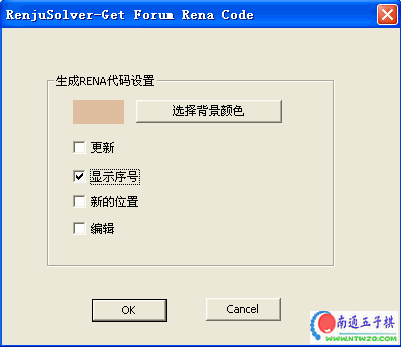 RenjuSolver-Get Forum Rena Code
生成RENA代码设置
选择背景颜色
更新
显示序号
新的位置
编辑
OK
Cancel
南通五子棋
www.NTWZQ.com